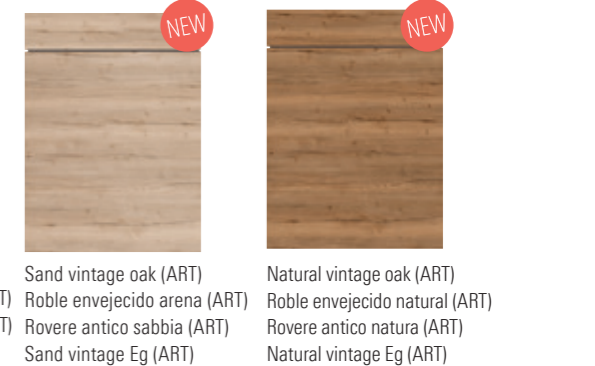 NEW
NEW
Sand vintage oak (ART)
Roble envejecido arena (ART)
Rovere antico sabbia (ART)
Sand vintage Eg (ART)
Natural vintage oak (ART)
Roble envejecido natural (ART)
Rovere antico natura (ART)
Natural vintage Eg (ART)